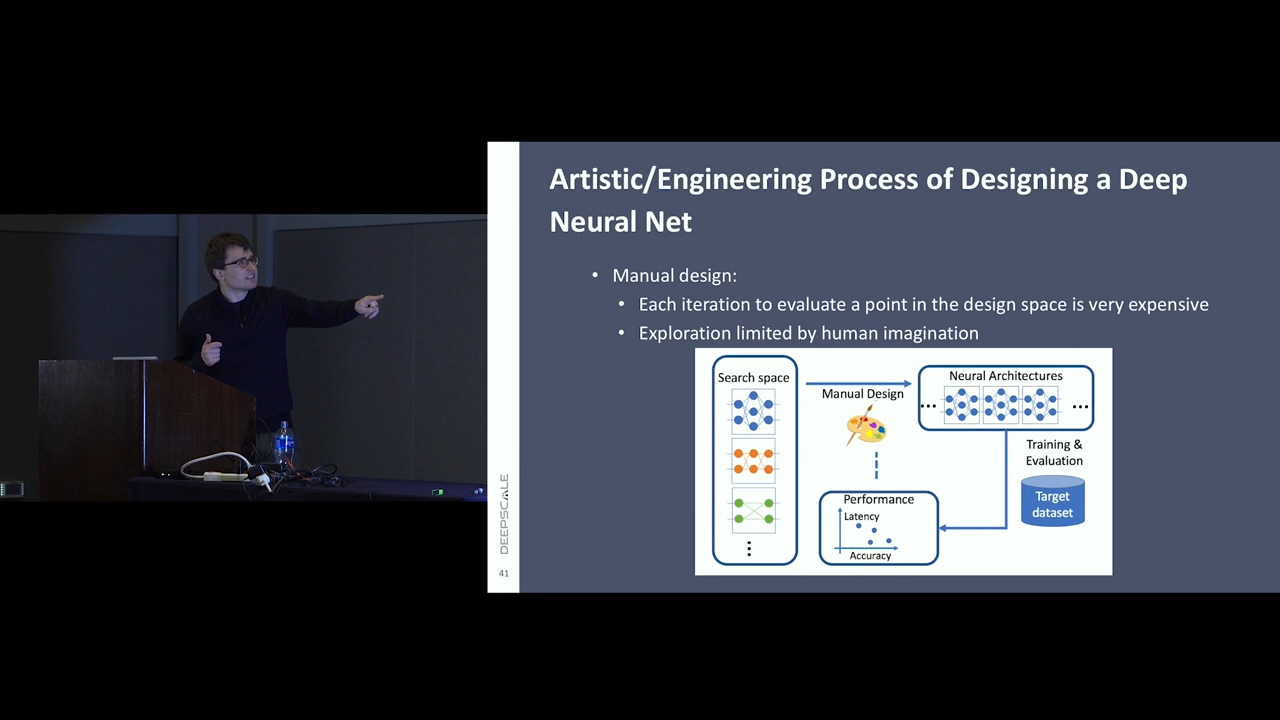 Artistic/Engineering Process of Designing a Deep
Neural Net
• Manual design:
• Each iteration to evaluate a point in the design space is very expensive
• Exploration limited by human imagination
Search space
Manual Design
Neural Architectures
...
...
Training &
Evaluation
Target
dataset
Performance
Latency
Accuracy
DEEPSCALE
41